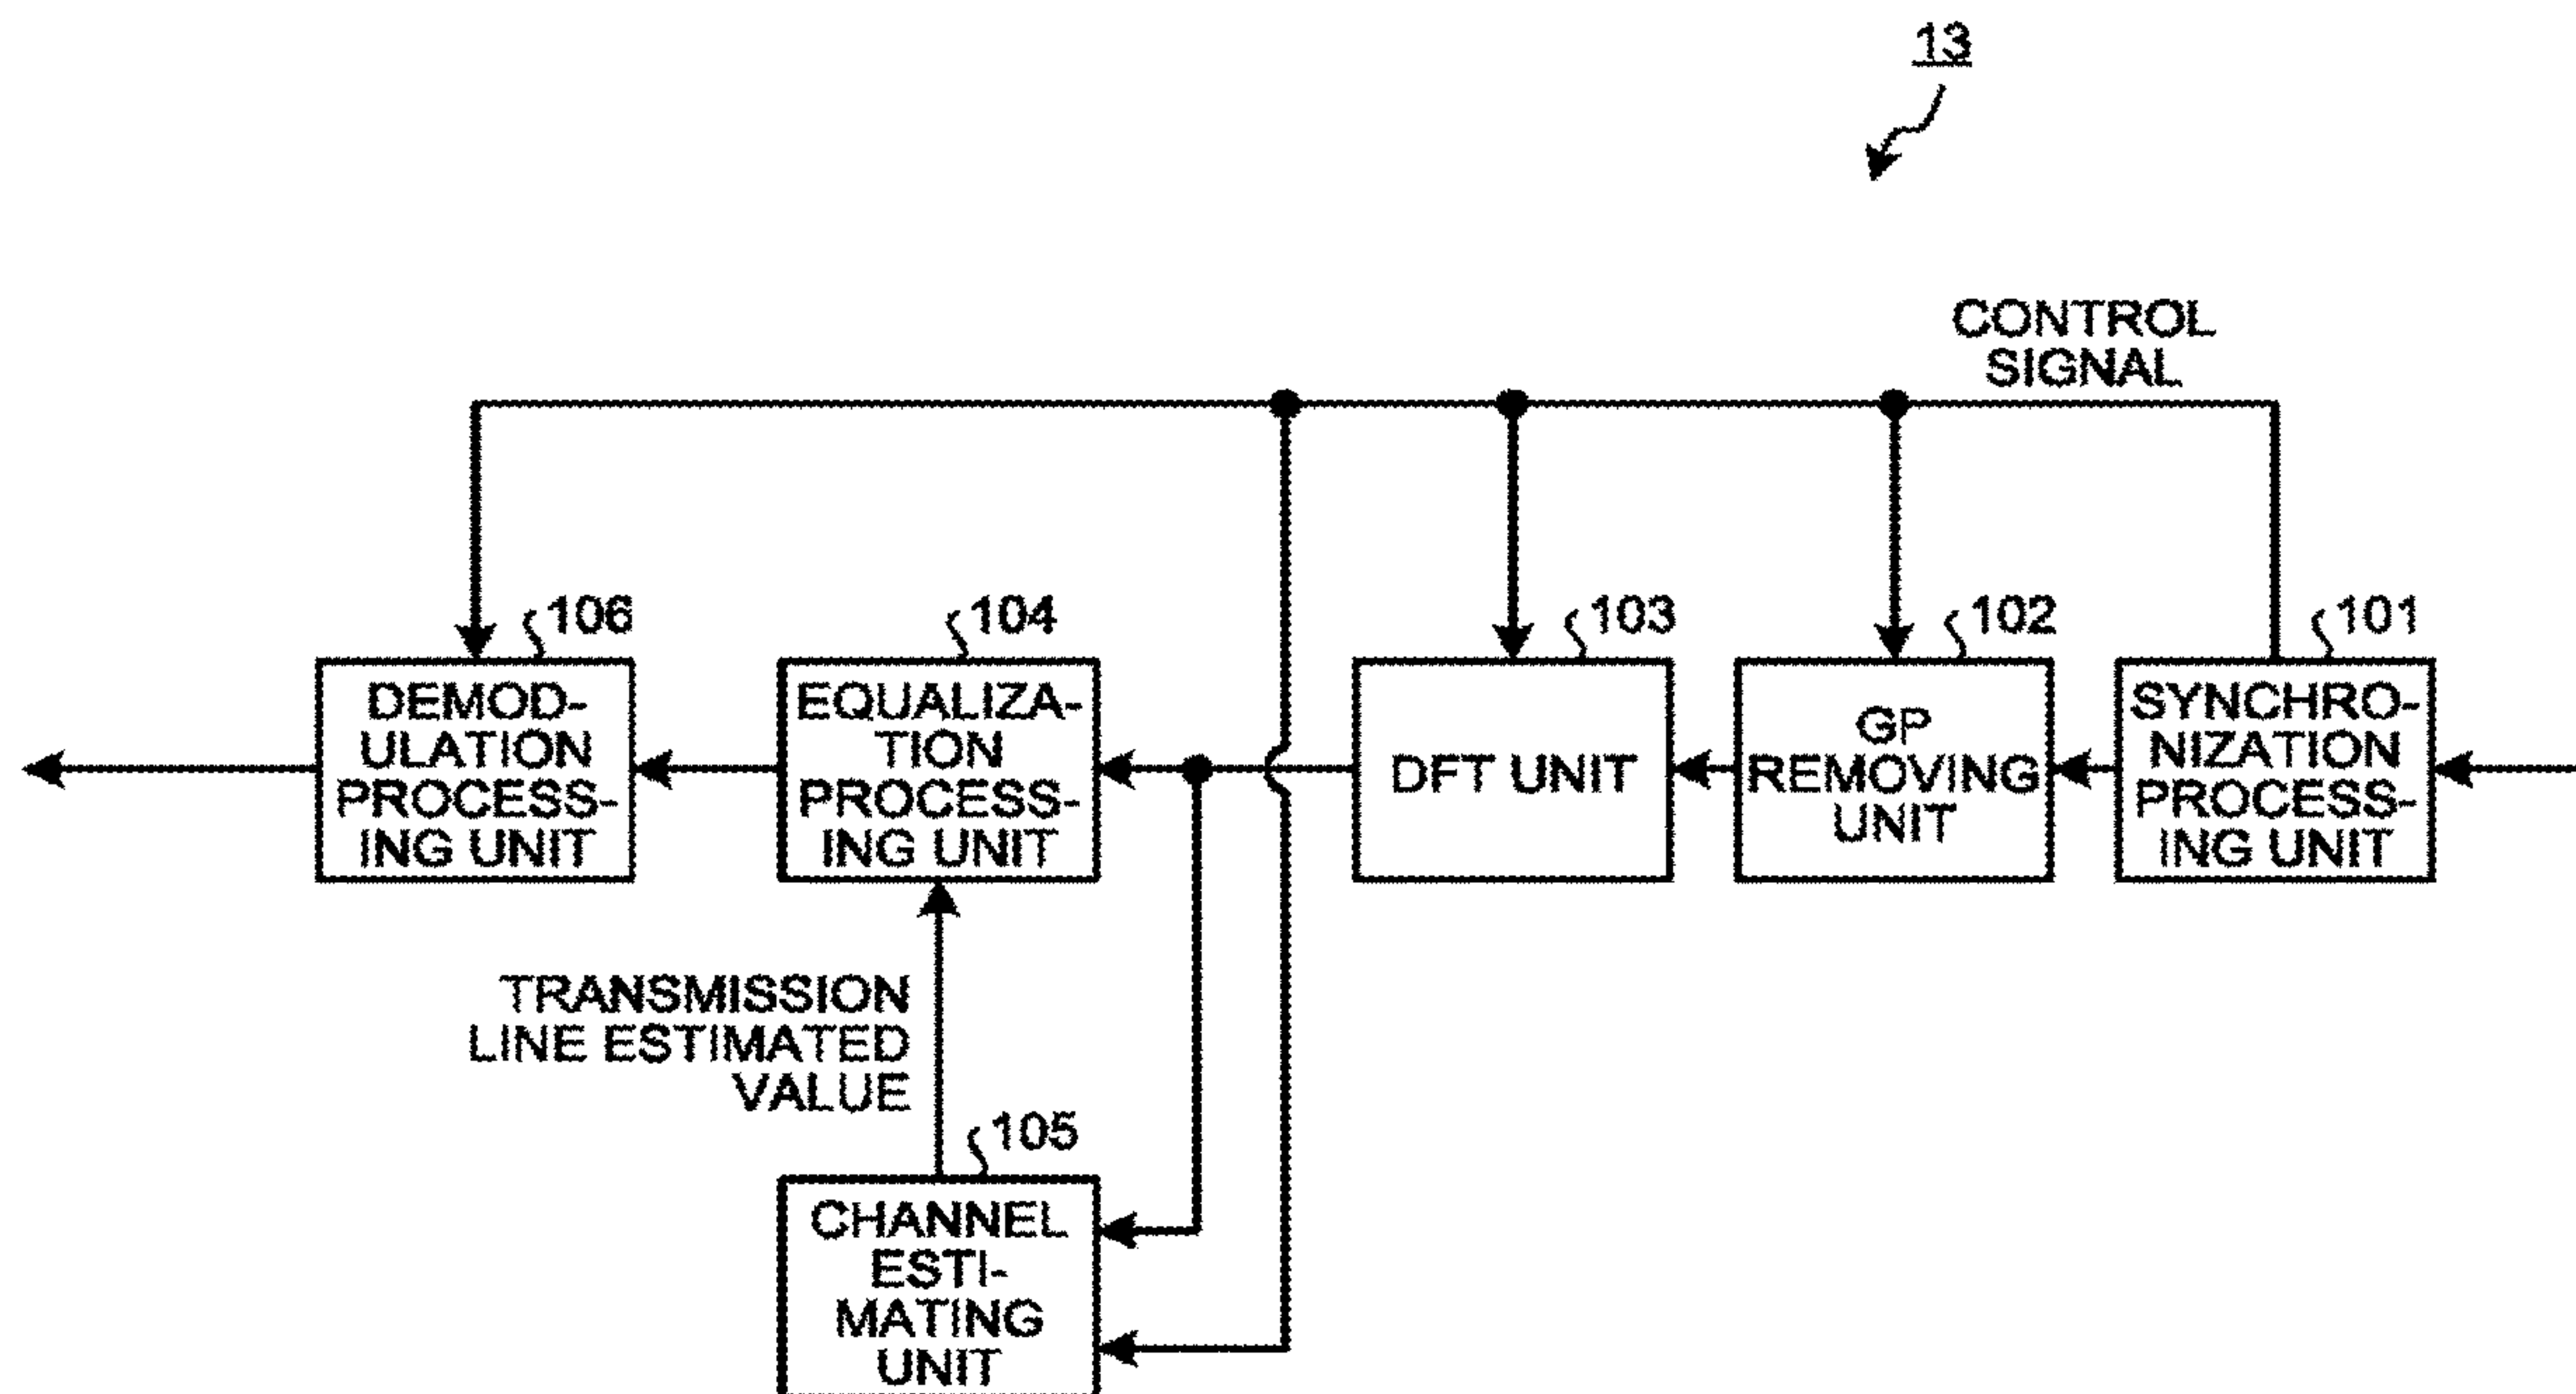 13
CONTROL
SIGNAL
106
104
103
102
101
DEMOD-
ULATION
PROCESS-
ING UNIT
EQUALIZA-
TION
PROCESS-
ING UNIT
DFT UNIT
GP
REMOVING
UNIT
SYNCHRO-
NIZATION
PROCESS-
ING UNIT
TRANSMISSION
LINE ESTIMATED
VALUE
105
CHANNEL
ESTI-
MATING
UNIT